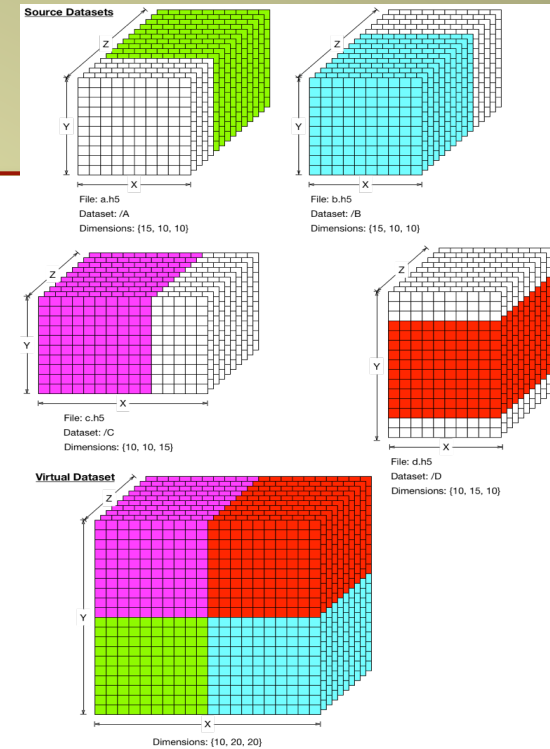 Source Datasets
Z
Y
X
File: a.h5
Dataset: /A
Dimensions: {15, 10, 10}
Z
Y
X
File: b.h5
Dataset: /B
Dimensions: {15, 10, 10}
Z
Y
X
File: c.h5
Dataset: /C
Dimensions: {10, 10, 15}
Z
Y
X
File: d.h5
Dataset: /D
Dimensions: {10, 15, 10}
Virtual Dataset
Z
Y
X
Dimensions: {10, 20, 20}